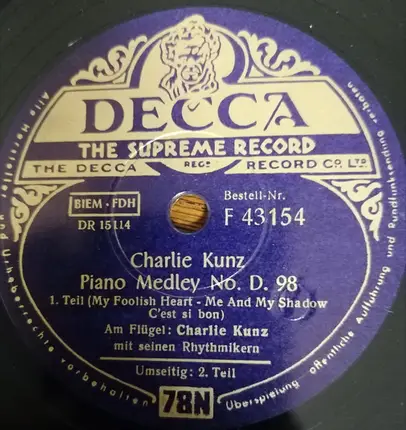 DECCA
THE SUPREME RECORD
THE DECCA REGD RECORD CO. LTD
BIEM - FDH
DR 15114
Bestell-Nr.
F 43154
Charlie Kunz
Piano Medley No. D. 98
1. Teil (My Foolish Heart - Me And My Shadow
C'est si bon)
Am Flügel: Charlie Kunz
mit seinen Rhythmikern
Umseitig: 2. Teil
78N
Alle Hersteller- und Urheberrechte vorbehalten
Überspielung, öffentliche Aufführung und Rundfunksendung verboten